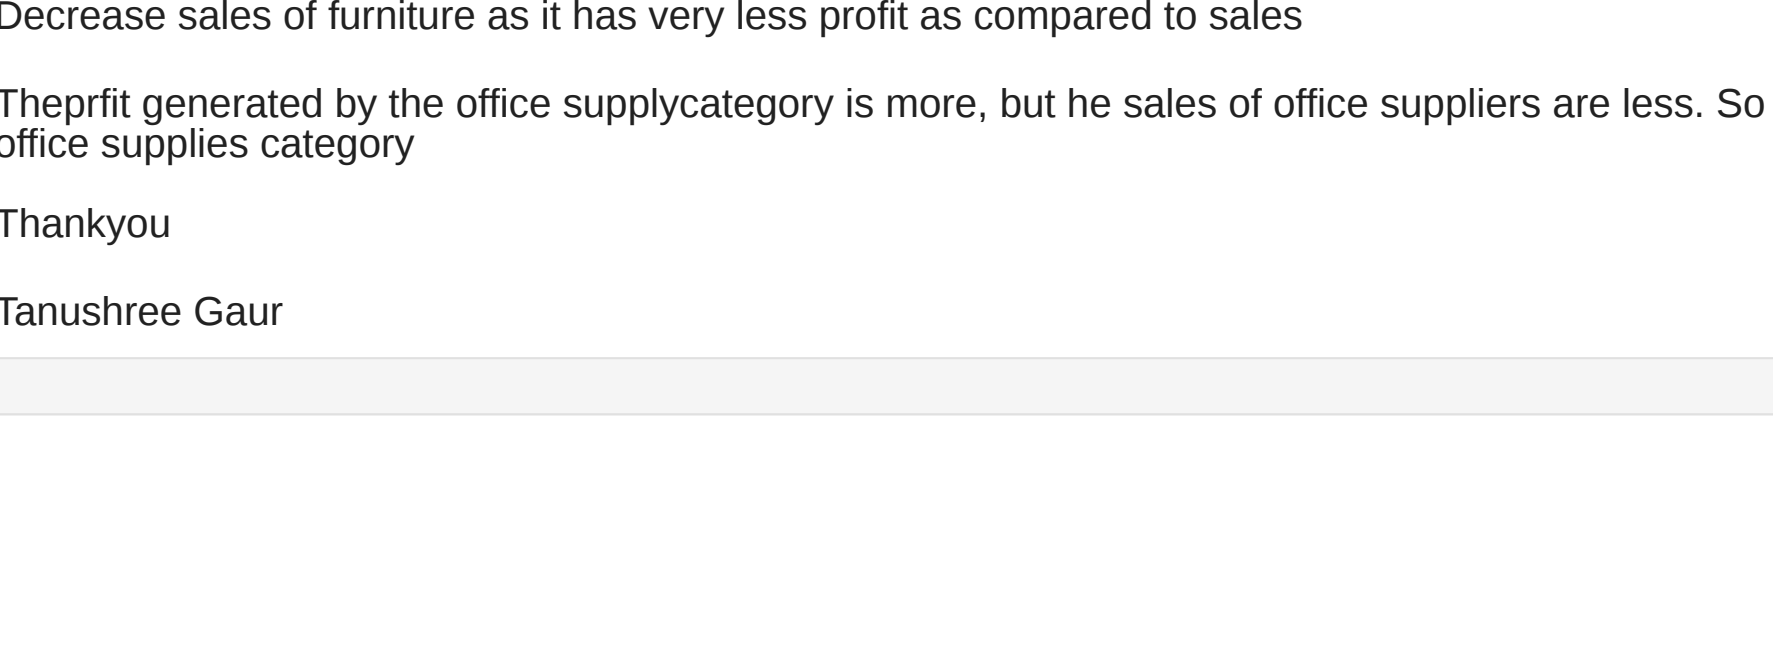 Decrease sales of furniture as it has very less profit as compared to sales
Theprfit generated by the office supplycategory is more, but he sales of office suppliers are less. So
office supplies category
Thankyou
Tanushree Gaur